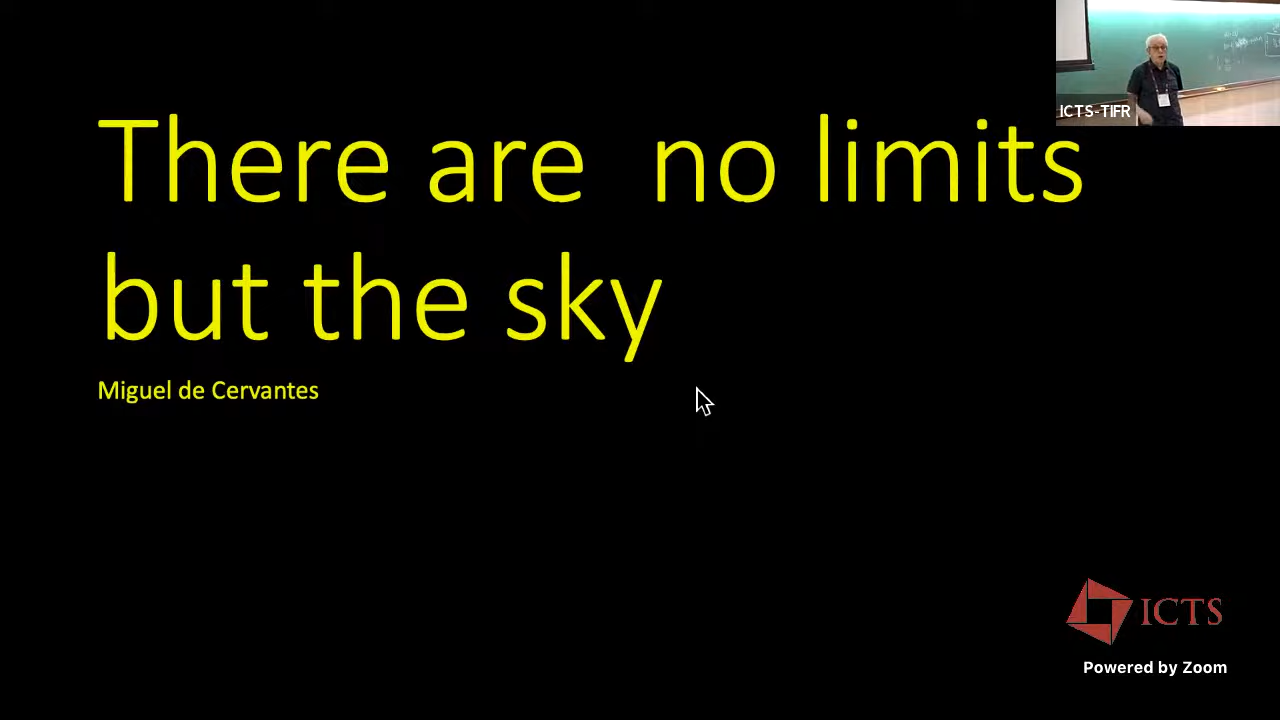 There are  no limits
but the sky
Miguel de Cervantes
ICTS-TIFR
ICTS
Powered by Zoom